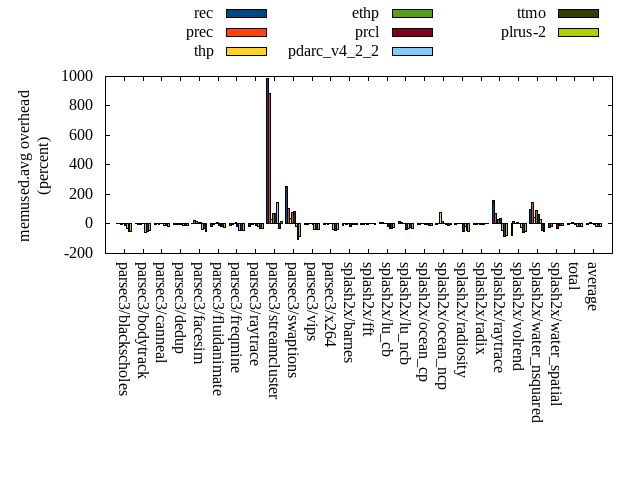 rec ethp ttmo
prec prcl plrus-2
thp pdarc_v4_2_2
memused.avg overhead
(percent)
1000
800
600
400
200
0
-200
parsec3/blackscholes
parsec3/bodytrack
parsec3/canneal
parsec3/dedup
parsec3/facesim
parsec3/fluidanimate
parsec3/freqmine
parsec3/raytrace
parsec3/streamcluster
parsec3/swaptions
parsec3/vips
parsec3/x264
splash2x/barnes
splash2x/fft
splash2x/lu_cb
splash2x/lu_ncb
splash2x/ocean_cp
splash2x/ocean_ncp
splash2x/radiosity
splash2x/radix
splash2x/raytrace
splash2x/volrend
splash2x/water_nsquared
splash2x/water_spatial
total
average